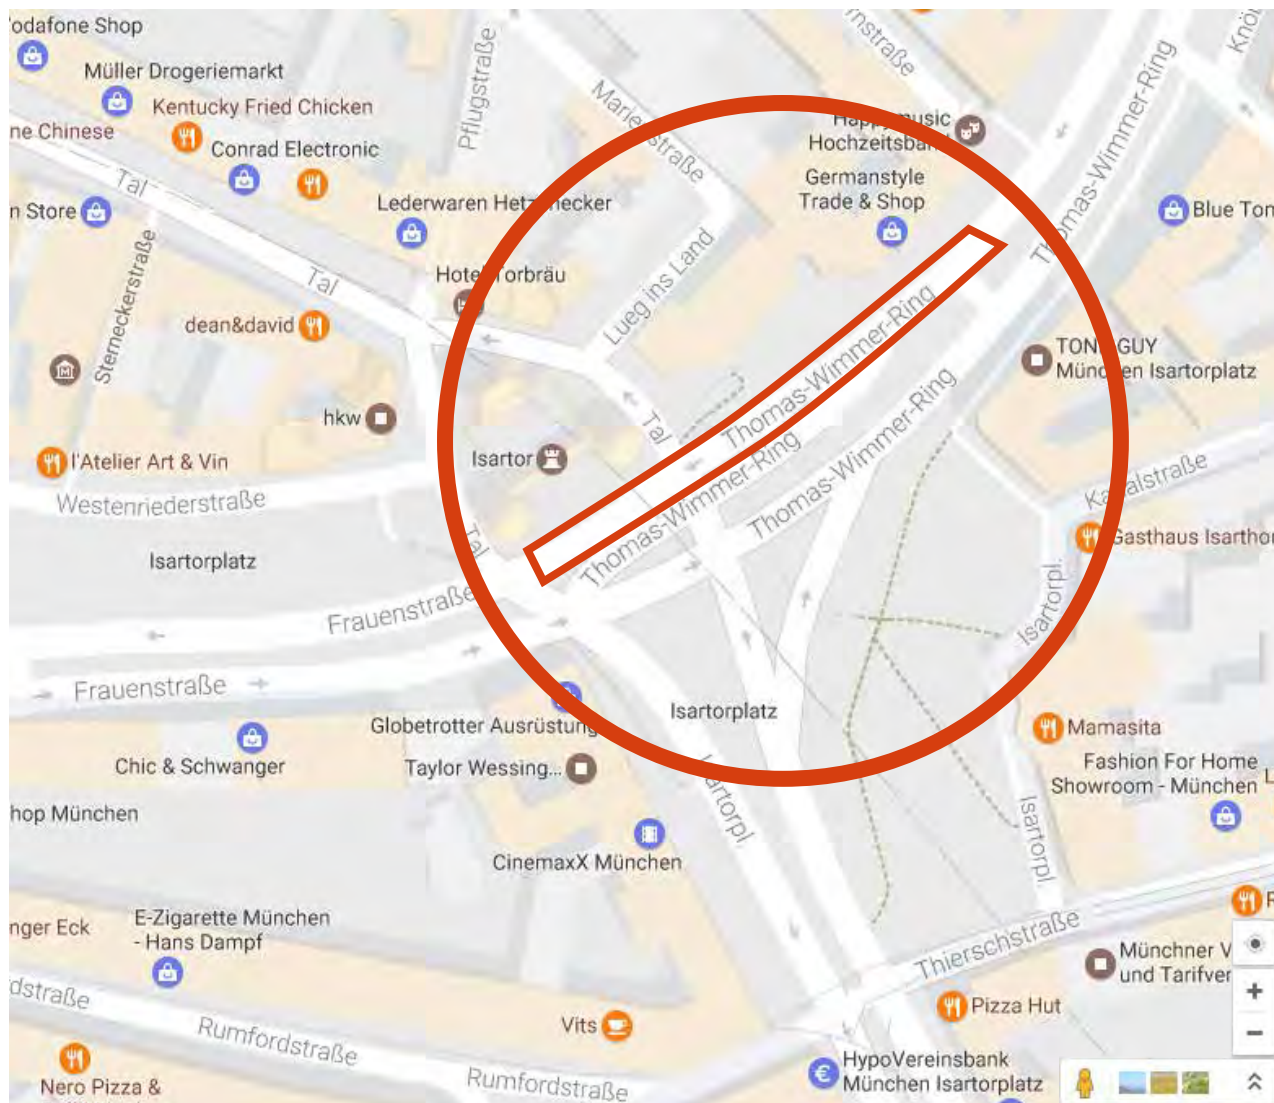 odafone Shop
Müller Drogeriemarkt
Kentucky Fried Chicken
ne Chinese
Conrad Electronic
Pflugstraße
Tal
n Store
Sterneckerstraße
Lederwaren
Hotel Torbräu
Tal
dean&david
hkw
l'Atelier Art & Vin
Westenriederstraße
Isartorplatz
Marienstraße
Lueg ins Land
Happymusic
Hochzeitsband
Germanstyle
Trade & Shop
Thomas-Wimmer-Ring
Blue Ton
TONI&GUY
München Isartorplatz
Thomas-Wimmer-Ring
Thomas-Wimmer-Ring
Thomas-Wimmer-Ring
Tal
Isartor
Tal
Kanalstraße
Gasthaus Isarthor
Isartorpl.
Frauenstraße
Frauenstraße
Isartorplatz
Globetrotter Ausrüstung
Taylor Wessing...
Chic & Schwanger
hop München
Mamasita
Fashion For Home
Showroom - München
Isartorpl
Isartorpl
CinemaxX München
nger Eck
E-Zigarette München
- Hans Dampf
dstraße
Rumfordstraße
Rumfordstraße
Vits
Thierschstraße
Münchner V
und Tarifver
Pizza Hut
HypoVereinsbank
München Isartorplatz
Nero Pizza &